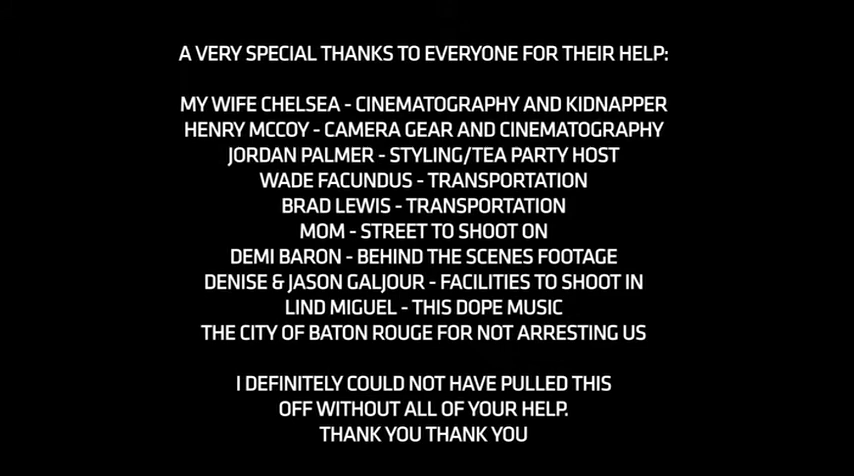 A VERY SPECIAL THANKS TO EVERYONE FOR THEIR HELP:
MY WIFE CHELSEA - CINEMATOGRAPHY AND KIDNAPPER
HENRY MCCOY - CAMERA GEAR AND CINEMATOGRAPHY
JORDAN PALMER - STYLING/TEA PARTY HOST
WADE FACUNDUS - TRANSPORTATION
BRAD LEWIS - TRANSPORTATION
MOM - STREET TO SHOOT ON
DEMI BARON - BEHIND THE SCENES FOOTAGE
DENISE & JASON GALJOUR - FACILITIES TO SHOOT IN
LIND MIGUEL - THIS DOPE MUSIC
THE CITY OF BATON ROUGE FOR NOT ARRESTING US
I DEFINITELY COULD NOT HAVE PULLED THIS
OFF WITHOUT ALL OF YOUR HELP.
THANK YOU THANK YOU